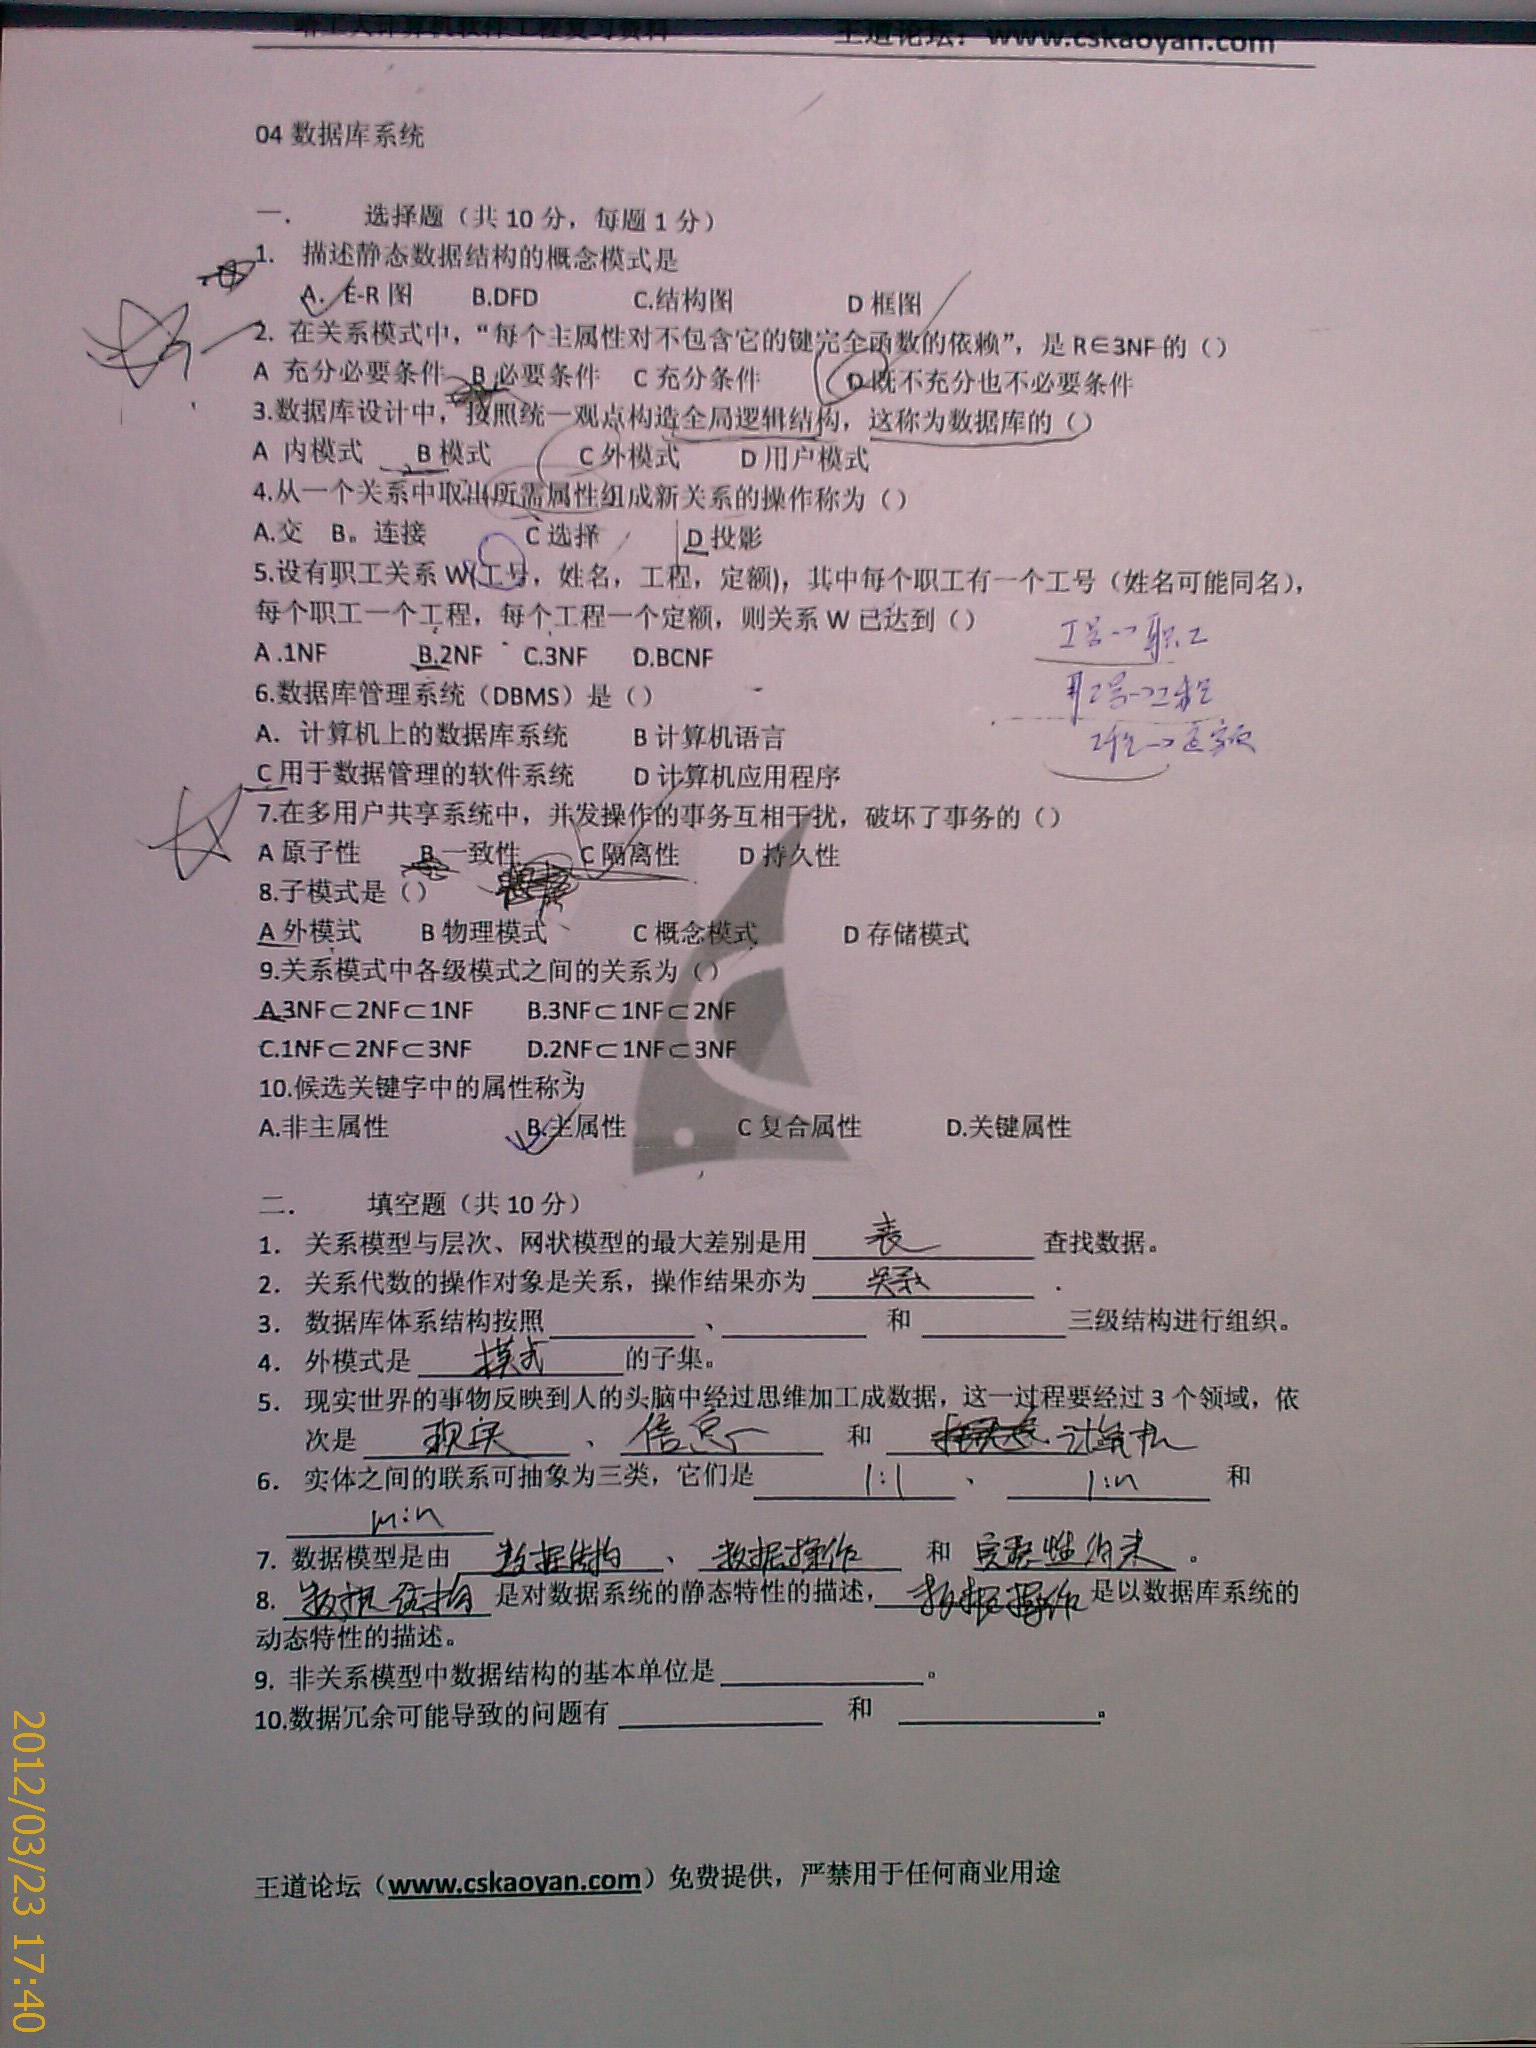 哈工大计算机软件工程复习资料 王道论坛：www.cskaoyan.com
04 数据库系统
一． 选择题（共 10 分，每题 1 分）
1. 描述静态数据结构的概念模式是
A．E-R 图 B.DFD C.结构图 D 框图
2. 在关系模式中，“每个主属性对不包含它的键完全函数的依赖”，是 R∈3NF 的（）
A 充分必要条件 B 必要条件 C 充分条件 D 既不充分也不必要条件
3.数据库设计中，按照统一观点构造全局逻辑结构，这称为数据库的（）
A 内模式 B 模式 C 外模式 D 用户模式
4.从一个关系中取出所需属性组成新关系的操作称为（）
A.交 B。连接 C 选择 D 投影
5.设有职工关系 W(工号，姓名，工程，定额)，其中每个职工有一个工号（姓名可能同名），
每个职工一个工程，每个工程一个定额，则关系 W 已达到（）
工号→职工
A .1NF B.2NF C.3NF D.BCNF
职工号→工程
6.数据库管理系统（DBMS）是（）
A．计算机上的数据库系统 B 计算机语言
工程→定额
C 用于数据管理的软件系统 D 计算机应用程序
7.在多用户共享系统中，并发操作的事务互相干扰，破坏了事务的（）
A 原子性 B 一致性 C 隔离性 D 持久性
8.子模式是（）
A 外模式 B 物理模式 C 概念模式 D 存储模式
9.关系模式中各级模式之间的关系为（）
A.3NF⊂2NF⊂1NF B.3NF⊂1NF⊂2NF
C.1NF⊂2NF⊂3NF D.2NF⊂1NF⊂3NF
10.候选关键字中的属性称为
A.非主属性 B.主属性 C 复合属性 D.关键属性
二． 填空题（共 10 分）
1. 关系模型与层次、网状模型的最大差别是用 表 查找数据。
2. 关系代数的操作对象是关系，操作结果亦为 关系 .
3. 数据库体系结构按照 、 和 三级结构进行组织。
4. 外模式是 模式 的子集。
5. 现实世界的事物反映到人的头脑中经过思维加工成数据，这一过程要经过 3 个领域，依
次是 现实 、 信息 和 计算机
6. 实体之间的联系可抽象为三类，它们是 1:1 、 1:n 和
m:n
7. 数据模型是由 数据结构 、 数据操作 和 完整性约束 。
8. 数据结构 是对数据系统的静态特性的描述， 数据操作 是以数据库系统的
动态特性的描述。
9. 非关系模型中数据结构的基本单位是 。
10.数据冗余可能导致的问题有 和 。
王道论坛（www.cskaoyan.com）免费提供，严禁用于任何商业用途
2012/03/23 17:40